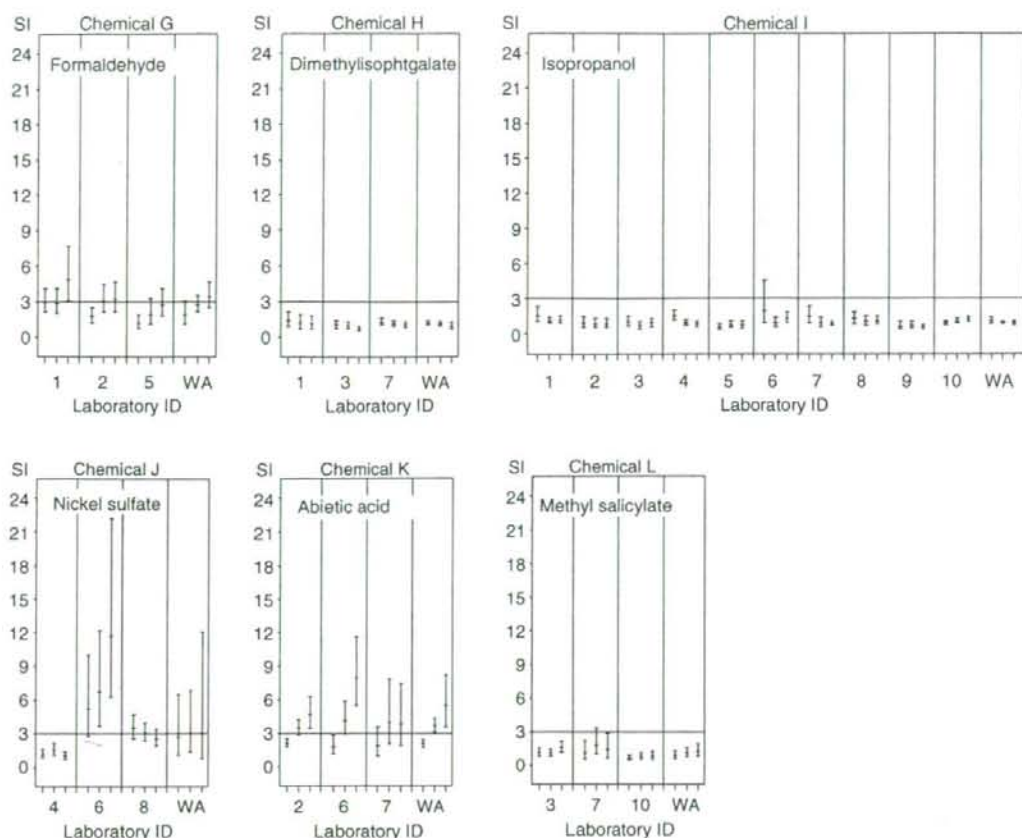 SI Chemical G
Formaldehyde
24
21
18
15
12
9
6
3
0
1 2 5 WA
Laboratory ID
SI Chemical H
Dimethylisophtgalate
24
21
18
15
12
9
6
3
0
1 3 7 WA
Laboratory ID
SI Chemical I
Isopropanol
24
21
18
15
12
9
6
3
0
1 2 3 4 5 6 7 8 9 10 WA
Laboratory ID
SI Chemical J
Nickel sulfate
24
21
18
15
12
9
6
3
0
4 6 8 WA
Laboratory ID
SI Chemical K
Abietic acid
24
21
18
15
12
9
6
3
0
2 6 7 WA
Laboratory ID
SI Chemical L
Methyl salicylate
24
21
18
15
12
9
6
3
0
3 7 10 WA
Laboratory ID